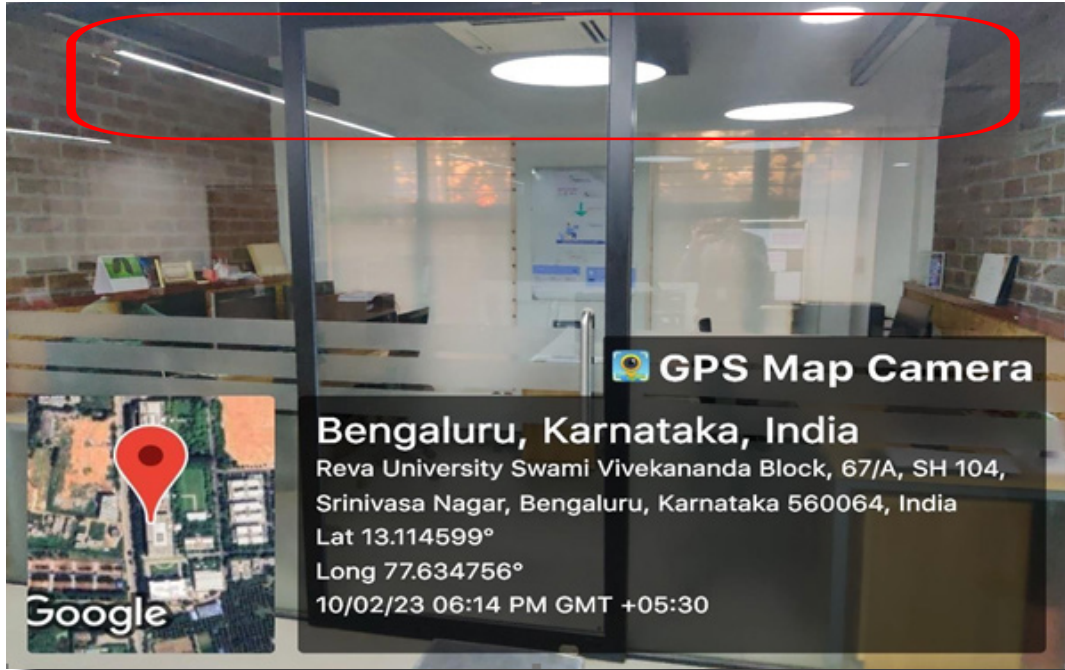 GPS Map Camera
Bengaluru, Karnataka, India
Reva University Swami Vivekananda Block, 67/A, SH 104,
Srinivasa Nagar, Bengaluru, Karnataka 560064, India
Lat 13.114599°
Long 77.634756°
10/02/23 06:14 PM GMT +05:30
Google